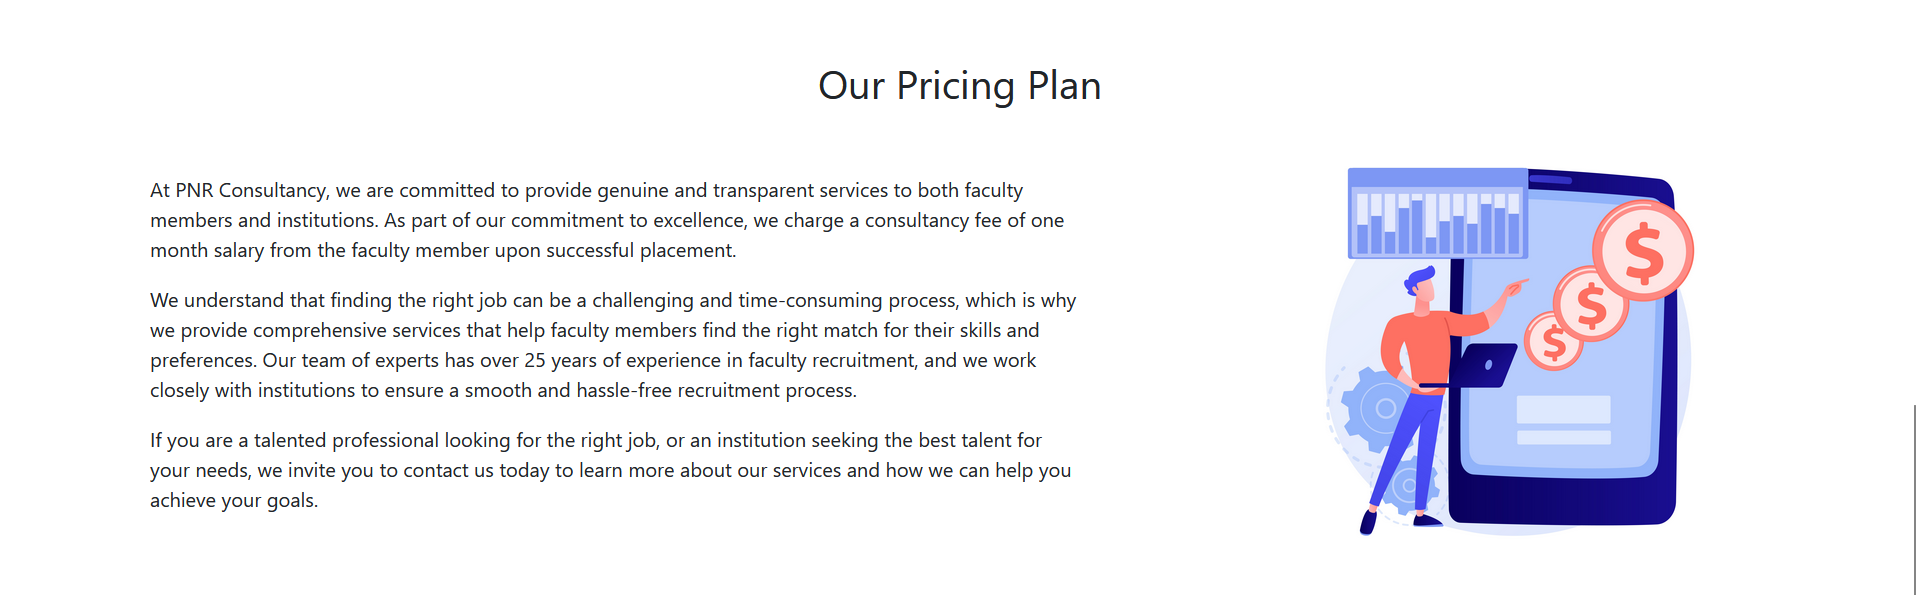 Our Pricing Plan
At PNR Consultancy, we are committed to provide genuine and transparent services to both faculty
members and institutions. As part of our commitment to excellence, we charge a consultancy fee of one
month salary from the faculty member upon successful placement.
We understand that finding the right job can be a challenging and time-consuming process, which is why
we provide comprehensive services that help faculty members find the right match for their skills and
preferences. Our team of experts has over 25 years of experience in faculty recruitment, and we work
closely with institutions to ensure a smooth and hassle-free recruitment process.
If you are a talented professional looking for the right job, or an institution seeking the best talent for
your needs, we invite you to contact us today to learn more about our services and how we can help you
achieve your goals.
$
$
$